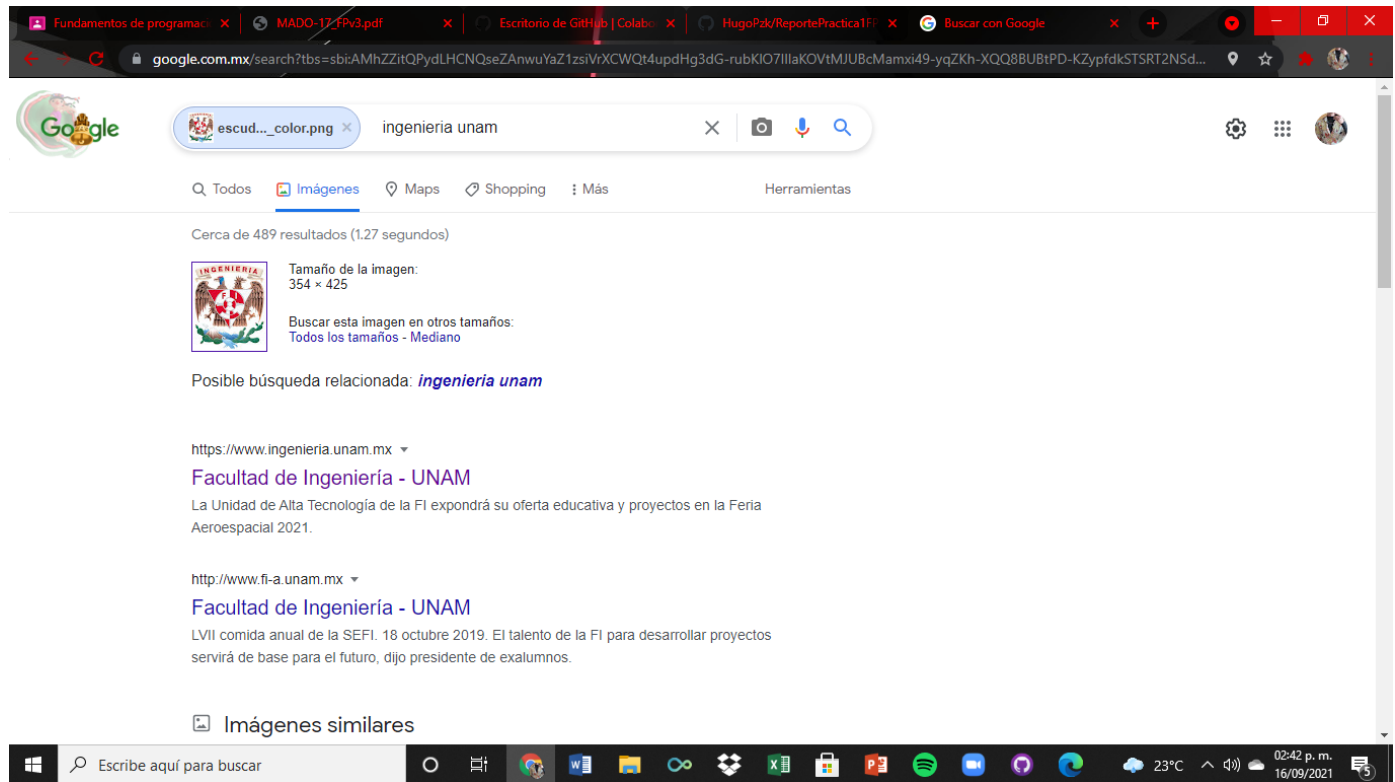 Fundamentos de programac
MADO-17_FPv3.pdf
Escritorio de GitHub | Colabo
HugoPzk/ReportePractica1FP
Buscar con Google
google.com.mx/search?tbs=sbi:AMhZZitQPydLHCNQseZAnwuYaZ1zsiVrXCWQt4updHg3dG-rubKIO7IIIaKOVtMJUBcMamxi49-yqZKh-XQQ8BUBtPD-KZypfdkSTSRT2NSd...
Google
escud..._color.png
ingenieria unam
Todos
Imágenes
Maps
Shopping
Más
Herramientas
Cerca de 489 resultados (1.27 segundos)
INGENIERIA
Tamaño de la imagen:
354 × 425
Buscar esta imagen en otros tamaños:
Todos los tamaños - Mediano
Posible búsqueda relacionada: ingenieria unam
https://www.ingenieria.unam.mx
Facultad de Ingeniería - UNAM
La Unidad de Alta Tecnología de la FI expondrá su oferta educativa y proyectos en la Feria
Aeroespacial 2021.
http://www.fi-a.unam.mx
Facultad de Ingeniería - UNAM
LVII comida anual de la SEFI. 18 octubre 2019. El talento de la FI para desarrollar proyectos
servirá de base para el futuro, dijo presidente de exalumnos.
Imágenes similares
Escribe aquí para buscar
23°C
02:42 p. m.
16/09/2021
5